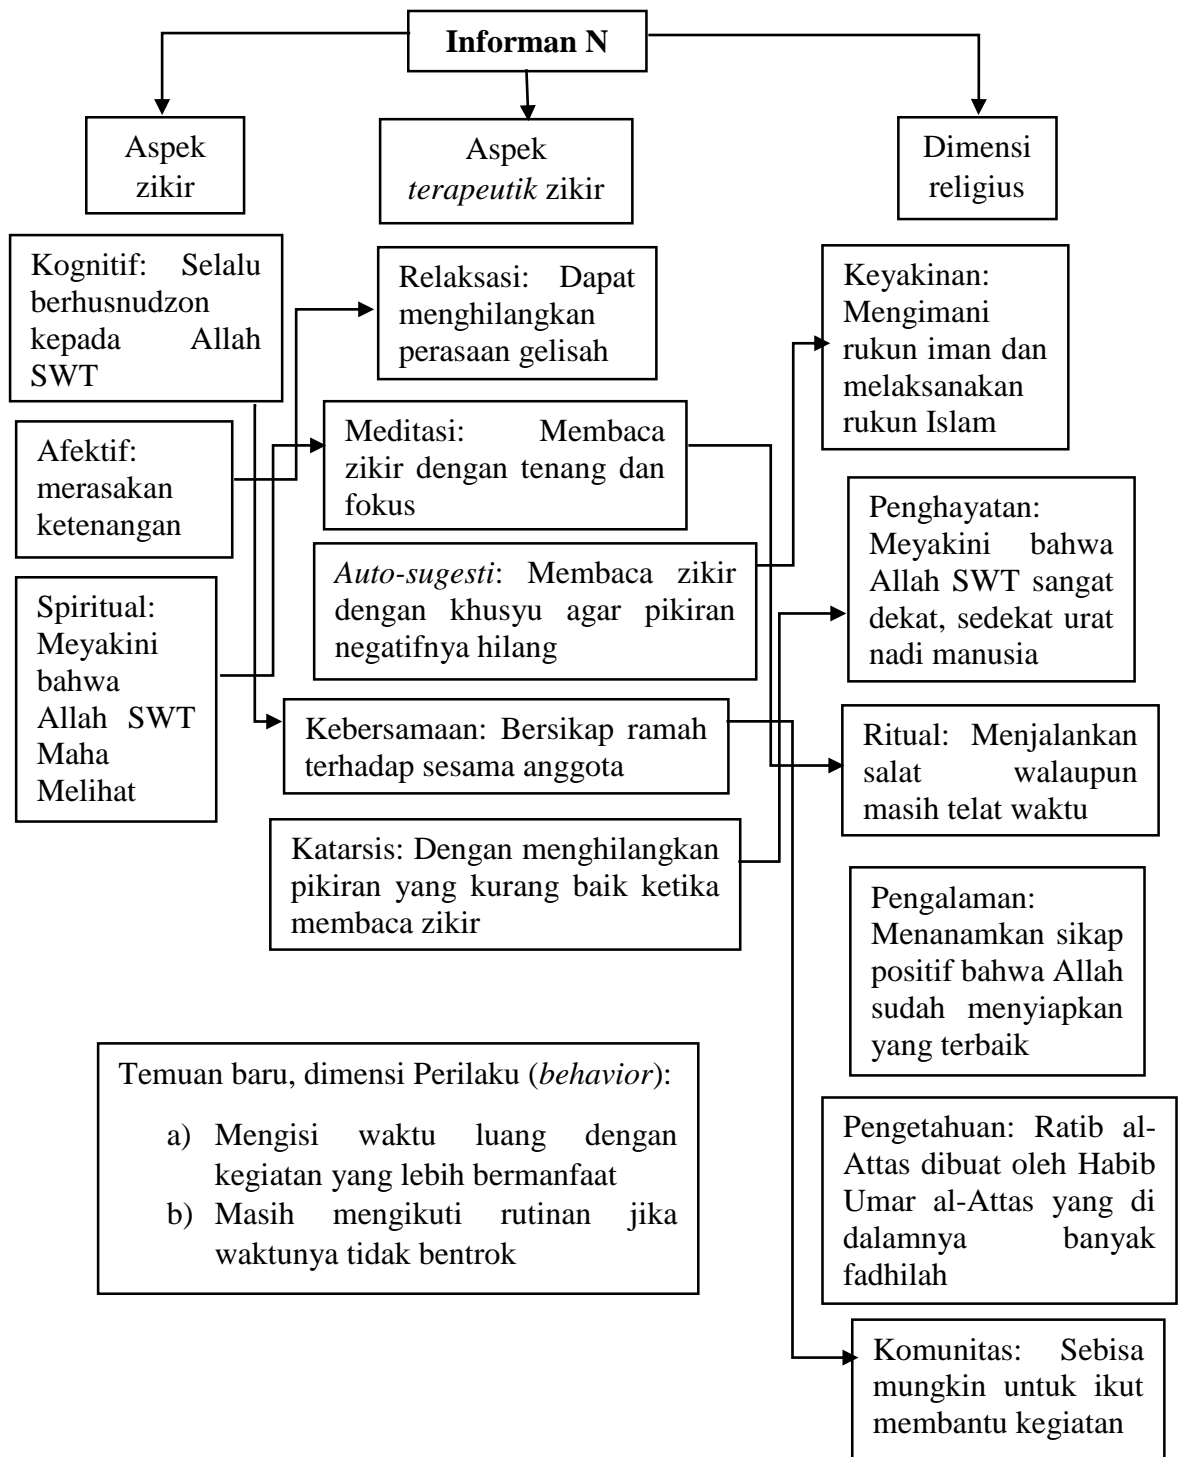 Informan N
Aspek
zikir
Aspek
terapeutik zikir
Dimensi
religius
Kognitif: Selalu
berhusnudzon
kepada Allah
SWT
Afektif:
merasakan
ketenangan
Spiritual:
Meyakini
bahwa
Allah SWT
Maha
Melihat
Relaksasi: Dapat
menghilangkan
perasaan gelisah
Meditasi: Membaca
zikir dengan tenang dan
fokus
Auto-sugesti: Membaca zikir
dengan khusyu agar pikiran
negatifnya hilang
Kebersamaan: Bersikap ramah
terhadap sesama anggota
Katarsis: Dengan menghilangkan
pikiran yang kurang baik ketika
membaca zikir
Keyakinan:
Mengimani
rukun iman dan
melaksanakan
rukun Islam
Penghayatan:
Meyakini bahwa
Allah SWT sangat
dekat, sedekat urat
nadi manusia
Ritual: Menjalankan
salat walaupun
masih telat waktu
Pengalaman:
Menanamkan sikap
positif bahwa Allah
sudah menyiapkan
yang terbaik
Pengetahuan: Ratib al-
Attas dibuat oleh Habib
Umar al-Attas yang di
dalamnya banyak
fadhilah
Komunitas: Sebisa
mungkin untuk ikut
membantu kegiatan
Temuan baru, dimensi Perilaku (behavior):
a) Mengisi waktu luang dengan
kegiatan yang lebih bermanfaat
b) Masih mengikuti rutinan jika
waktunya tidak bentrok